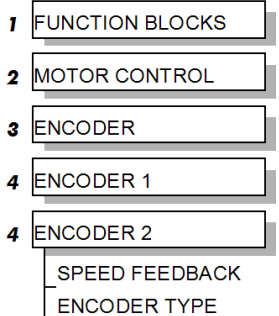 1 FUNCTION BLOCKS
2 MOTOR CONTROL
3 ENCODER
4 ENCODER 1
4 ENCODER 2
SPEED FEEDBACK
ENCODER TYPE